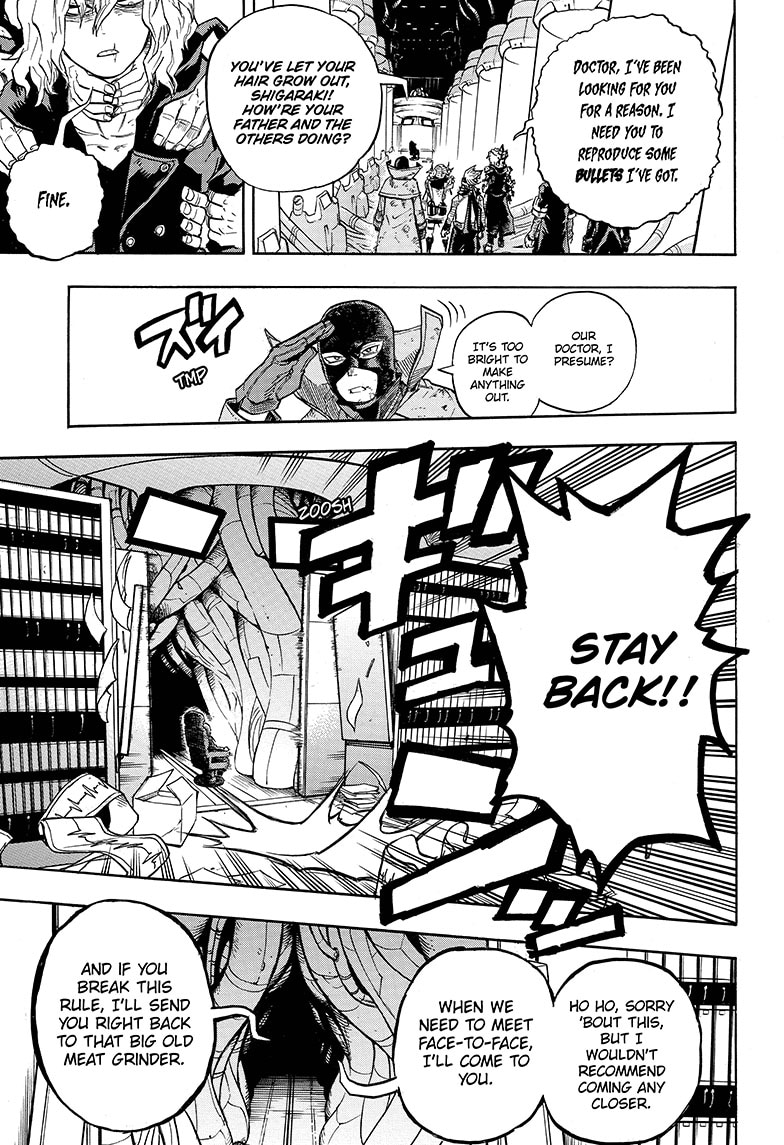 DOCTOR, I'VE BEEN
LOOKING FOR YOU
FOR A REASON. I
NEED YOU TO
REPRODUCE SOME
BULLETS I'VE GOT.
YOU'VE LET YOUR
HAIR GROW OUT,
SHIGARAKI!
HOW'RE YOUR
FATHER AND THE
OTHERS DOING?
FINE.
OUR
DOCTOR, I
PRESUME?
IT'S TOO
BRIGHT TO
MAKE
ANYTHING
OUT.
ズイ
TMP
STAY
BACK!!
ギュ
ZOOSH
HO HO, SORRY
'BOUT THIS,
BUT I
WOULDN'T
RECOMMEND
COMING ANY
CLOSER.
WHEN WE
NEED TO MEET
FACE-TO-FACE,
I'LL COME TO
YOU.
AND IF YOU
BREAK THIS
RULE, I'LL SEND
YOU RIGHT BACK
TO THAT BIG OLD
MEAT GRINDER.